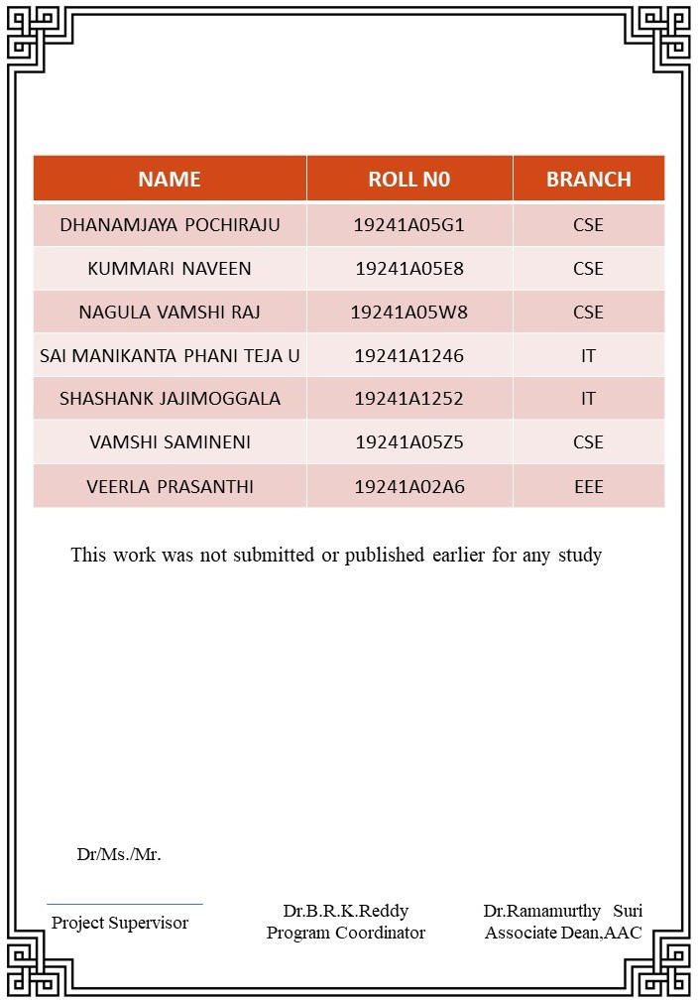 NAME ROLL N0 BRANCH
DHANAMJAYA POCHIRAJU 19241A05G1 CSE
KUMMARI NAVEEN 19241A05E8 CSE
NAGULA VAMSHI RAJ 19241A05W8 CSE
SAI MANIKANTA PHANI TEJA U 19241A1246 IT
SHASHANK JAJIMOGGALA 19241A1252 IT
VAMSHI SAMINENI 19241A05Z5 CSE
VEERLA PRASANTHI 19241A02A6 EEE
This work was not submitted or published earlier for any study
Dr/Ms./Mr.
Project Supervisor
Dr.B.R.K.Reddy
Program Coordinator
Dr.Ramamurthy Suri
Associate Dean,AAC